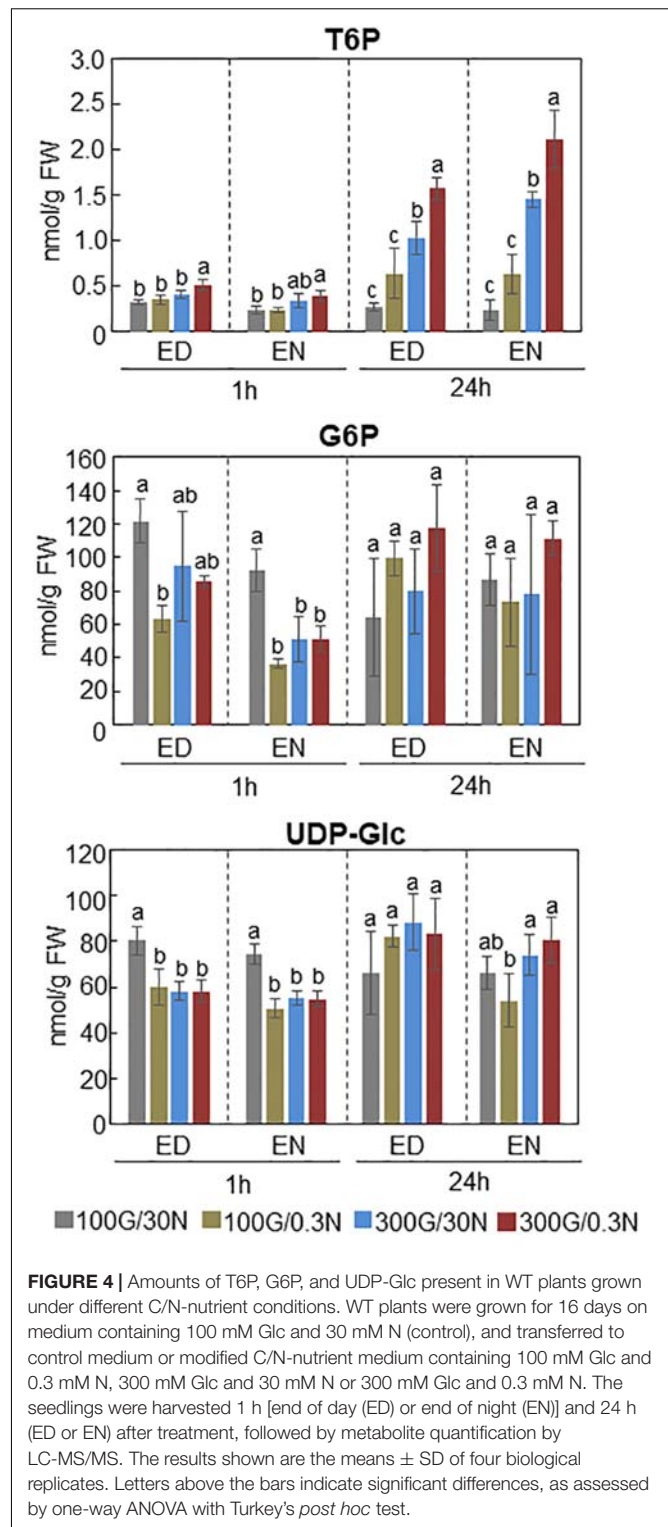 T6P
3.0
2.5
2.0
1.5
1.0
0.5
0
nmol/g FW
b b b a
b b ab a
c c b a
c c b a
ED EN ED EN
1h 24h
G6P
160
140
120
100
80
60
40
20
0
nmol/g FW
a b ab ab
a b b b
a a a a
a a a a
ED EN ED EN
1h 24h
UDP-Glc
120
100
80
60
40
20
0
nmol/g FW
a b b b
a b b b
a a a a
ab b a a
ED EN ED EN
1h 24h
100G/30N 100G/0.3N 300G/30N 300G/0.3N
FIGURE 4 | Amounts of T6P, G6P, and UDP-Glc present in WT plants grown
under different C/N-nutrient conditions. WT plants were grown for 16 days on
medium containing 100 mM Glc and 30 mM N (control), and transferred to
control medium or modified C/N-nutrient medium containing 100 mM Glc and
0.3 mM N, 300 mM Glc and 30 mM N or 300 mM Glc and 0.3 mM N. The
seedlings were harvested 1 h [end of day (ED) or end of night (EN)] and 24 h
(ED or EN) after treatment, followed by metabolite quantification by
LC-MS/MS. The results shown are the means ± SD of four biological
replicates. Letters above the bars indicate significant differences, as assessed
by one-way ANOVA with Turkey's post hoc test.